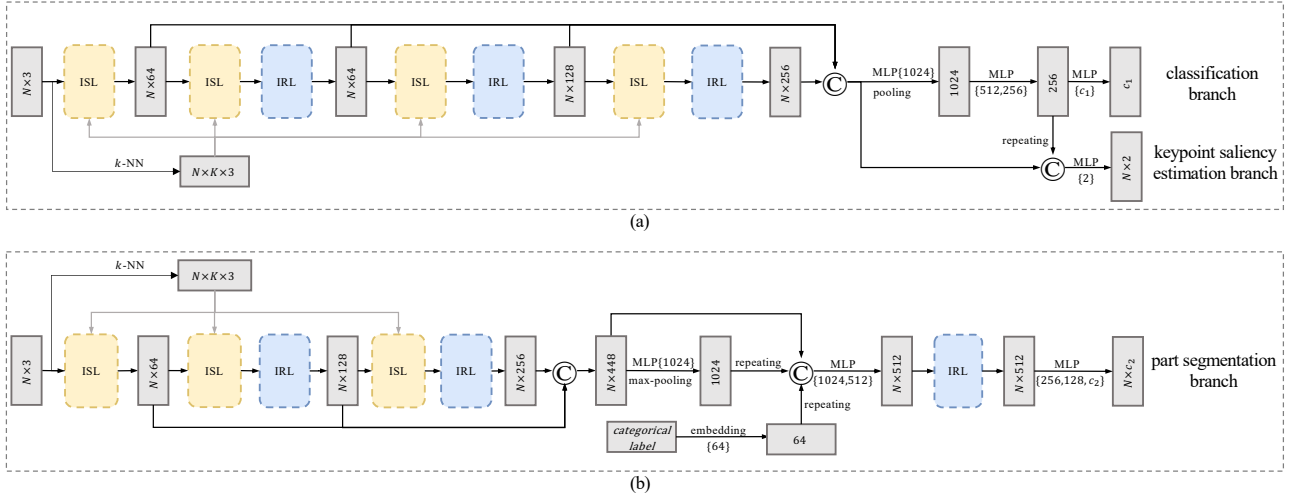 N×3
ISL
N×64
ISL
IRL
N×64
ISL
IRL
N×128
ISL
IRL
N×256
C
MLP{1024}
pooling
1024
MLP
{512,256}
256
MLP
{c₁}
c₁
classification
branch
k-NN
N×K×3
repeating
C
MLP
{2}
N×2
keypoint saliency
estimation branch
(a)
k-NN
N×K×3
N×3
ISL
N×64
ISL
IRL
N×128
ISL
IRL
N×256
C
N×448
MLP{1024}
max-pooling
1024
repeating
C
MLP
{1024,512}
N×512
IRL
N×512
MLP
{256,128,c₂}
N×c₂
part segmentation
branch
repeating
categorical
label
embedding
{64}
64
(b)